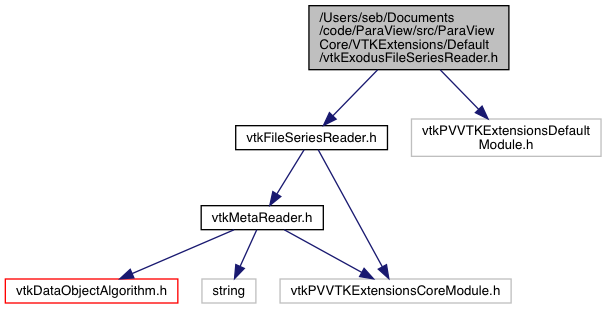 /Users/seb/Documents
/code/ParaView/src/ParaView
Core/VTKExtensions/Default
/vtkExodusFileSeriesReader.h
vtkFileSeriesReader.h
vtkPVVTKExtensionsDefault
Module.h
vtkMetaReader.h
vtkDataObjectAlgorithm.h
string
vtkPVVTKExtensionsCoreModule.h